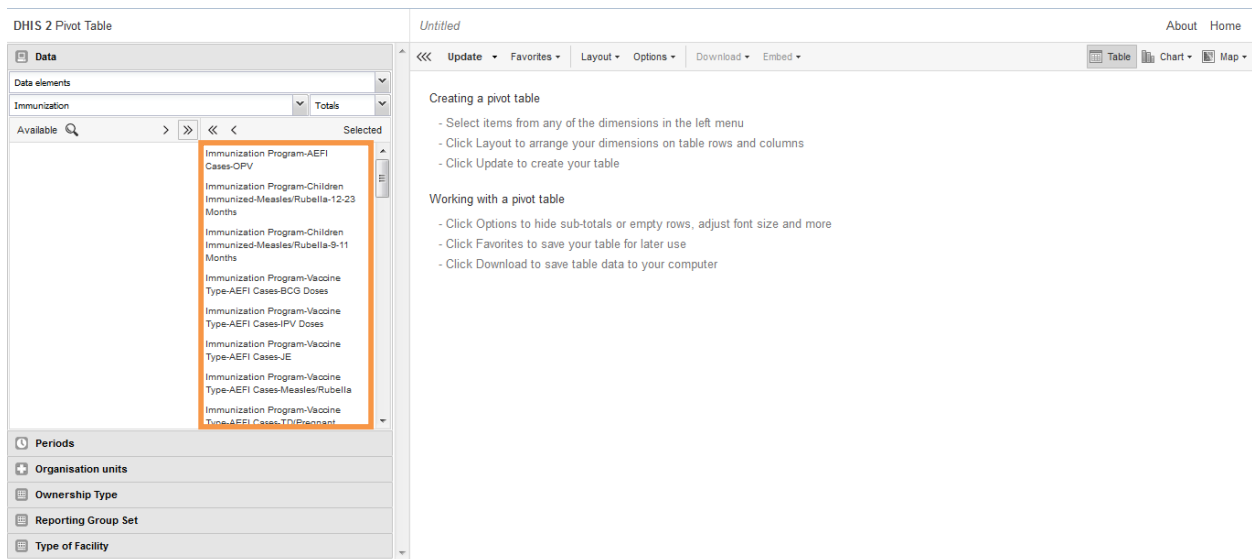 DHIS 2 Pivot Table
Untitled
About Home
Data
Update Favorites Layout Options Download Embed
Table Chart Map
Data elements
Immunization
Totals
Available
Selected
Immunization Program-AEFI
Cases-OPV
Immunization Program-Children
Immunized-Measles/Rubella-12-23
Months
Immunization Program-Children
Immunized-Measles/Rubella-9-11
Months
Immunization Program-Vaccine
Type-AEFI Cases-BCG Doses
Immunization Program-Vaccine
Type-AEFI Cases-IPV Doses
Immunization Program-Vaccine
Type-AEFI Cases-JE
Immunization Program-Vaccine
Type-AEFI Cases-Measles/Rubella
Immunization Program-Vaccine
Type-AEFI Cases-TD(Pregnant
Periods
Organisation units
Ownership Type
Reporting Group Set
Type of Facility
Creating a pivot table
- Select items from any of the dimensions in the left menu
- Click Layout to arrange your dimensions on table rows and columns
- Click Update to create your table
Working with a pivot table
- Click Options to hide sub-totals or empty rows, adjust font size and more
- Click Favorites to save your table for later use
- Click Download to save table data to your computer